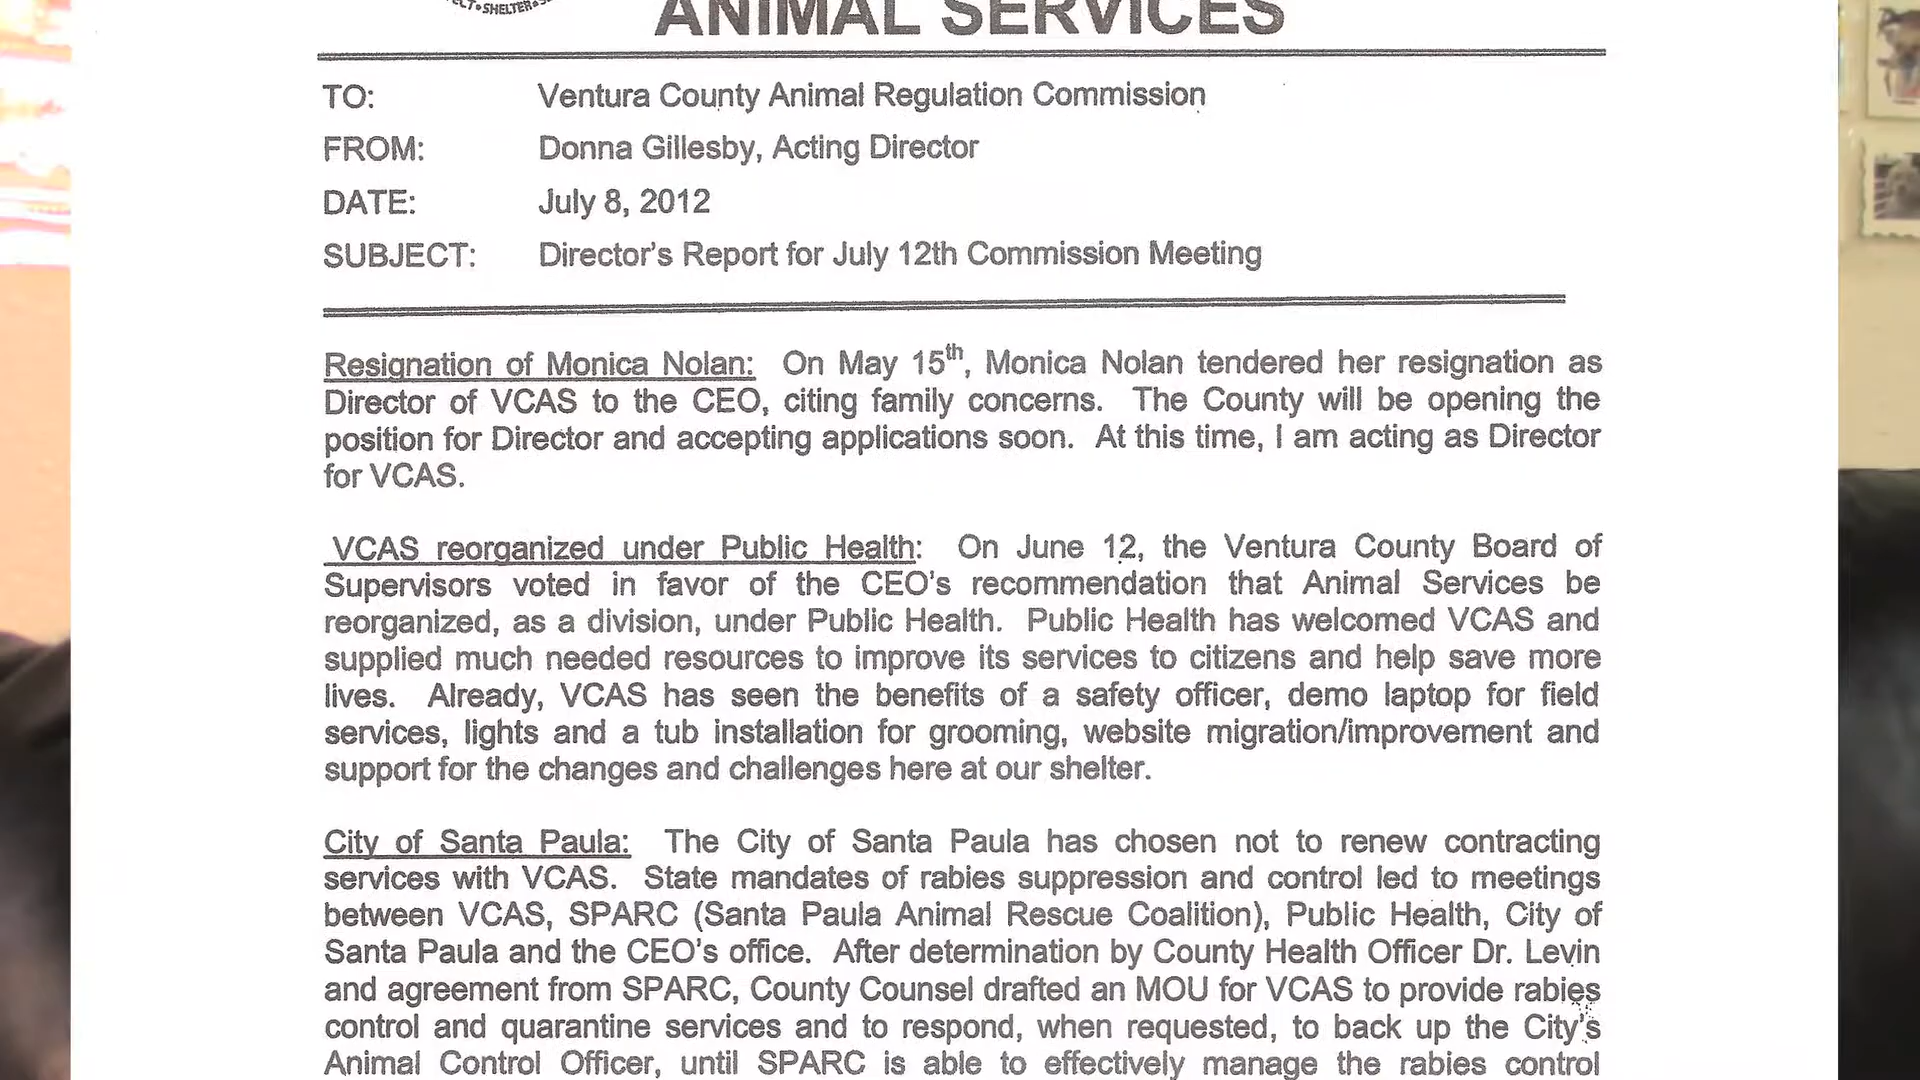 SHELTER
ANIMAL SERVICES
TO: Ventura County Animal Regulation Commission
FROM: Donna Gillesby, Acting Director
DATE: July 8, 2012
SUBJECT: Director's Report for July 12th Commission Meeting
Resignation of Monica Nolan: On May 15th, Monica Nolan tendered her resignation as
Director of VCAS to the CEO, citing family concerns. The County will be opening the
position for Director and accepting applications soon. At this time, I am acting as Director
for VCAS.
VCAS reorganized under Public Health: On June 12, the Ventura County Board of
Supervisors voted in favor of the CEO's recommendation that Animal Services be
reorganized, as a division, under Public Health. Public Health has welcomed VCAS and
supplied much needed resources to improve its services to citizens and help save more
lives. Already, VCAS has seen the benefits of a safety officer, demo laptop for field
services, lights and a tub installation for grooming, website migration/improvement and
support for the changes and challenges here at our shelter.
City of Santa Paula: The City of Santa Paula has chosen not to renew contracting
services with VCAS. State mandates of rabies suppression and control led to meetings
between VCAS, SPARC (Santa Paula Animal Rescue Coalition), Public Health, City of
Santa Paula and the CEO's office. After determination by County Health Officer Dr. Levin
and agreement from SPARC, County Counsel drafted an MOU for VCAS to provide rabies
control and quarantine services and to respond, when requested, to back up the City's
Animal Control Officer, until SPARC is able to effectively manage the rabies control